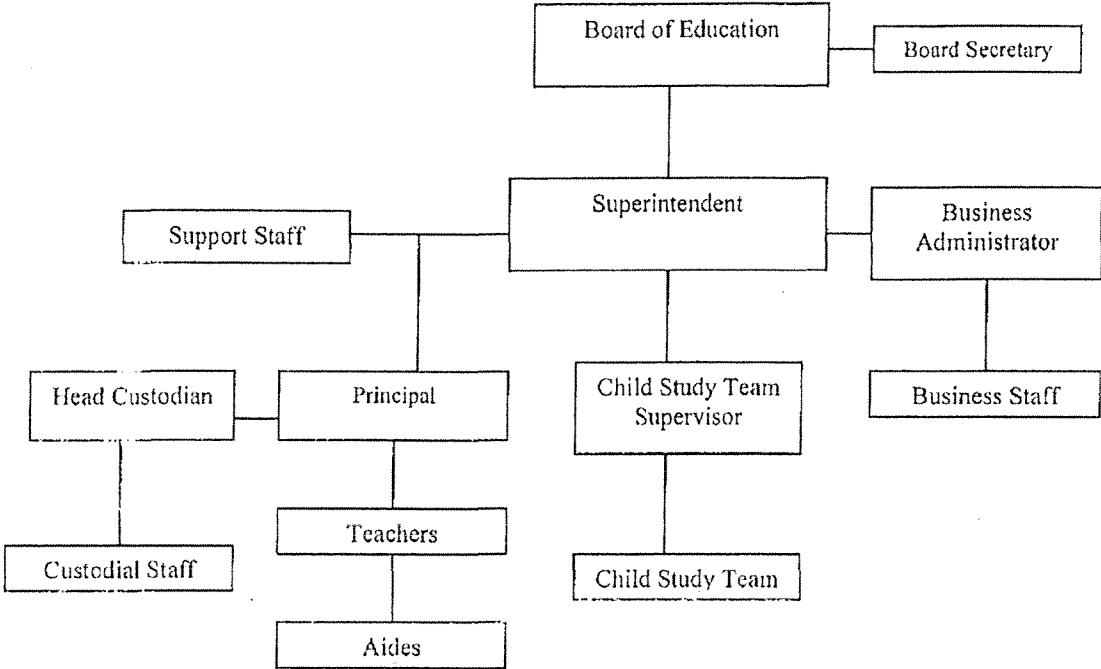 Board of Education
Board Secretary
Superintendent
Business
Administrator
Support Staff
Head Custodian
Principal
Child Study Team
Supervisor
Business Staff
Teachers
Custodial Staff
Child Study Team
Aides